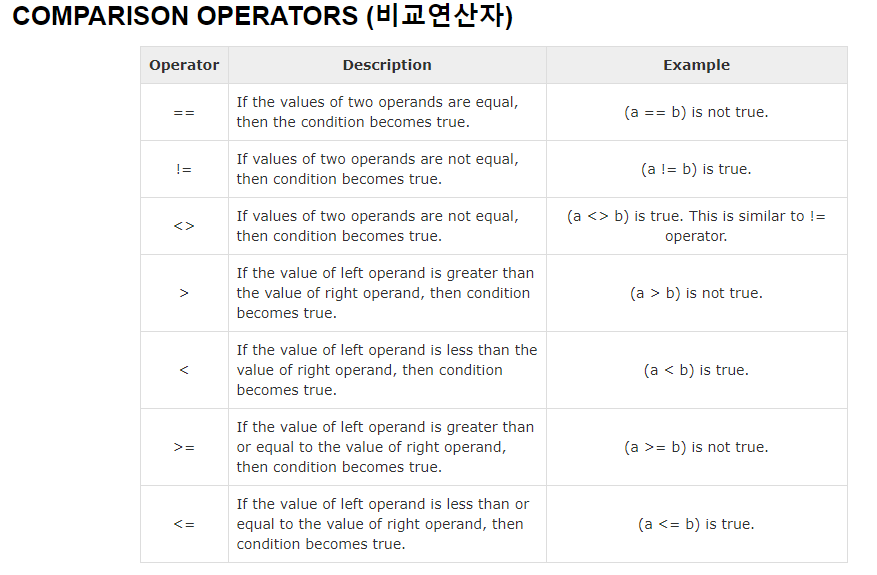 COMPARISON OPERATORS (비교연산자)
Operator Description Example
== If the values of two operands are equal, then the condition becomes true. (a == b) is not true.
!= If values of two operands are not equal, then condition becomes true. (a != b) is true.
<> If values of two operands are not equal, then condition becomes true. (a <> b) is true. This is similar to != operator.
> If the value of left operand is greater than the value of right operand, then condition becomes true. (a > b) is not true.
< If the value of left operand is less than the value of right operand, then condition becomes true. (a < b) is true.
>= If the value of left operand is greater than or equal to the value of right operand, then condition becomes true. (a >= b) is not true.
<= If the value of left operand is less than or equal to the value of right operand, then condition becomes true. (a <= b) is true.